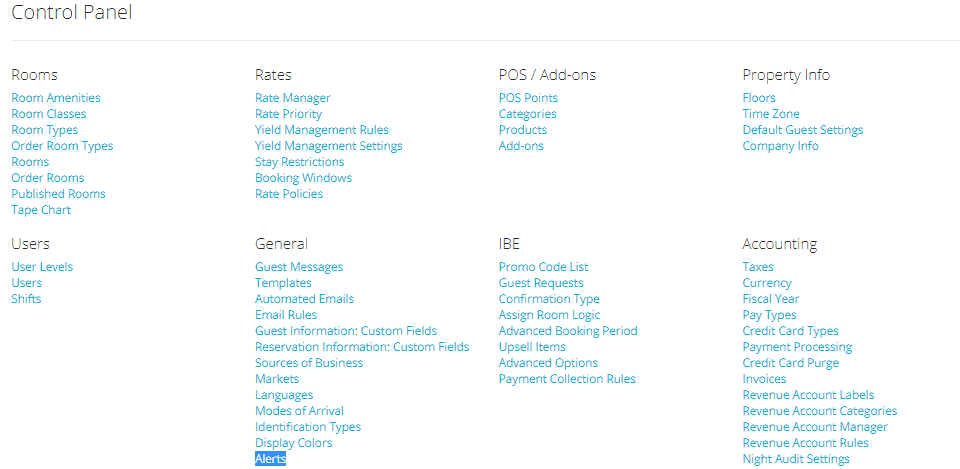 Control Panel
Rooms
Room Amenities
Room Classes
Room Types
Order Room Types
Rooms
Order Rooms
Published Rooms
Tape Chart
Rates
Rate Manager
Rate Priority
Yield Management Rules
Yield Management Settings
Stay Restrictions
Booking Windows
Rate Policies
POS / Add-ons
POS Points
Categories
Products
Add-ons
Property Info
Floors
Time Zone
Default Guest Settings
Company Info
Users
User Levels
Users
Shifts
General
Guest Messages
Templates
Automated Emails
Email Rules
Guest Information: Custom Fields
Reservation Information: Custom Fields
Sources of Business
Markets
Languages
Modes of Arrival
Identification Types
Display Colors
Alerts
IBE
Promo Code List
Guest Requests
Confirmation Type
Assign Room Logic
Advanced Booking Period
Upsell Items
Advanced Options
Payment Collection Rules
Accounting
Taxes
Currency
Fiscal Year
Pay Types
Credit Card Types
Payment Processing
Credit Card Purge
Invoices
Revenue Account Labels
Revenue Account Categories
Revenue Account Manager
Revenue Account Rules
Night Audit Settings